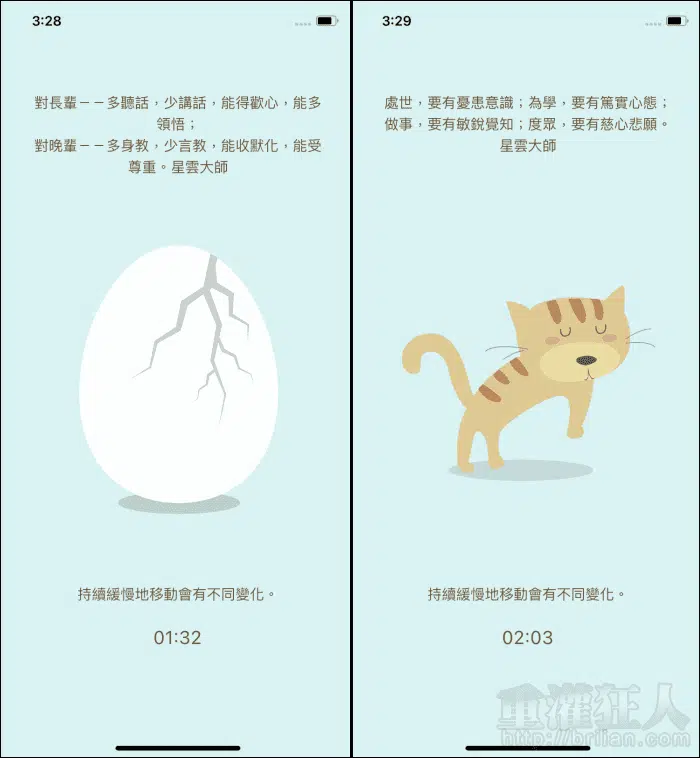 3:28
對長輩－－多聽話，少講話，能得歡心，能多
領悟；
對晚輩－－多身教，少言教，能收默化，能受
尊重。星雲大師
持續緩慢地移動會有不同變化。
01:32
3:29
處世，要有憂患意識；為學，要有篤實心態；
做事，要有敏銳覺知；度眾，要有慈心悲願。
星雲大師
持續緩慢地移動會有不同變化。
02:03
重灌狂人
http://briian.com